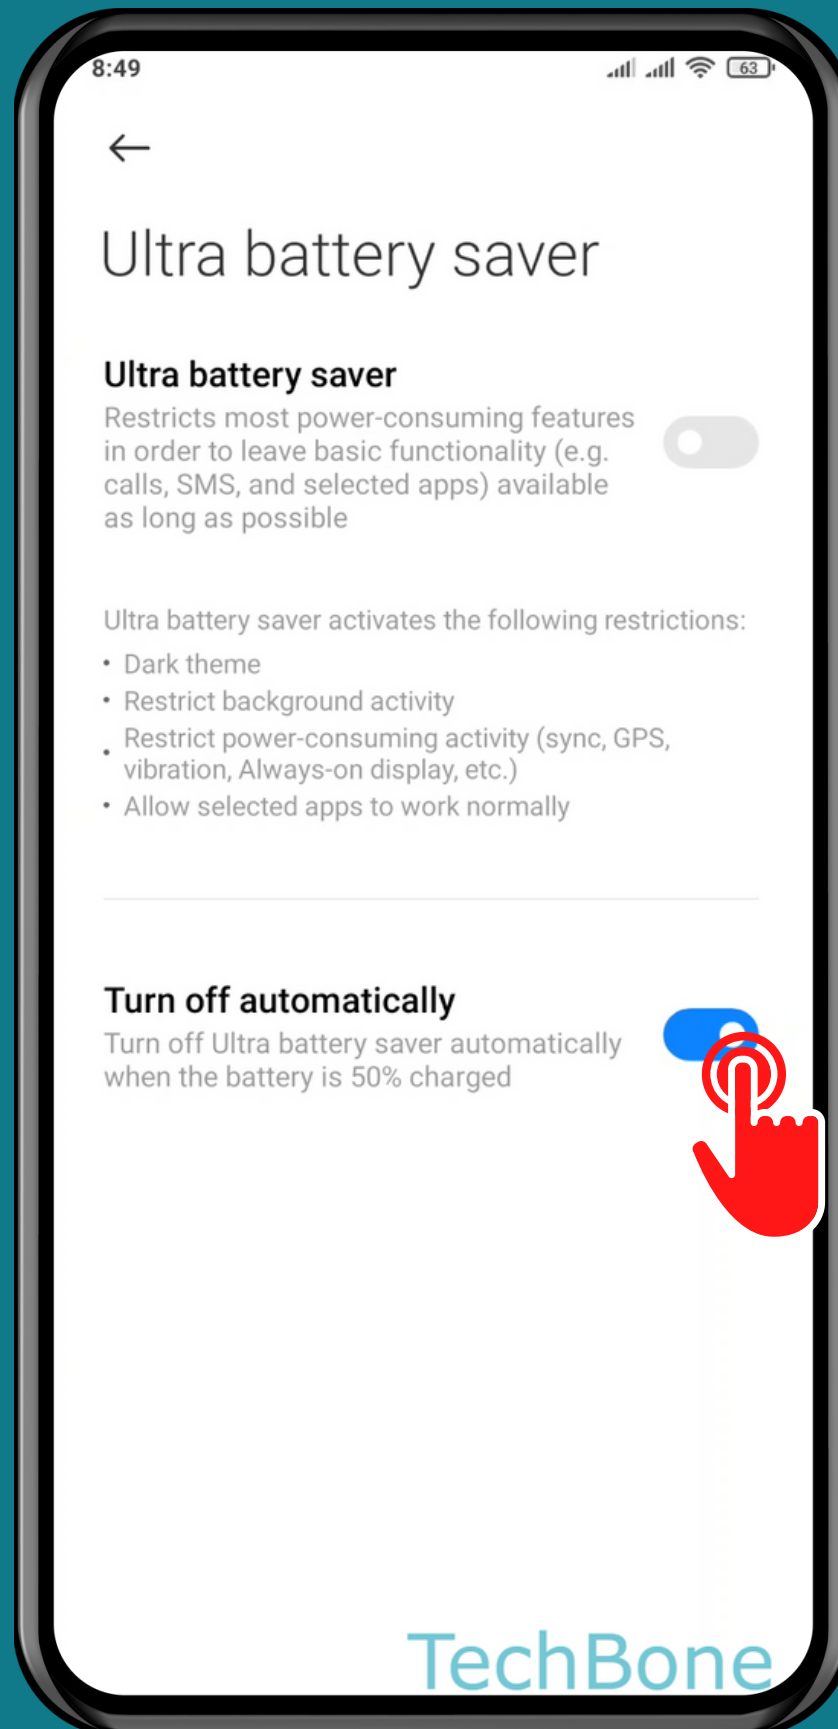 8:49
63
Ultra battery saver
Ultra battery saver
Restricts most power-consuming features
in order to leave basic functionality (e.g.
calls, SMS, and selected apps) available
as long as possible
Ultra battery saver activates the following restrictions:
• Dark theme
• Restrict background activity
• Restrict power-consuming activity (sync, GPS,
vibration, Always-on display, etc.)
• Allow selected apps to work normally
Turn off automatically
Turn off Ultra battery saver automatically
when the battery is 50% charged
TechBone